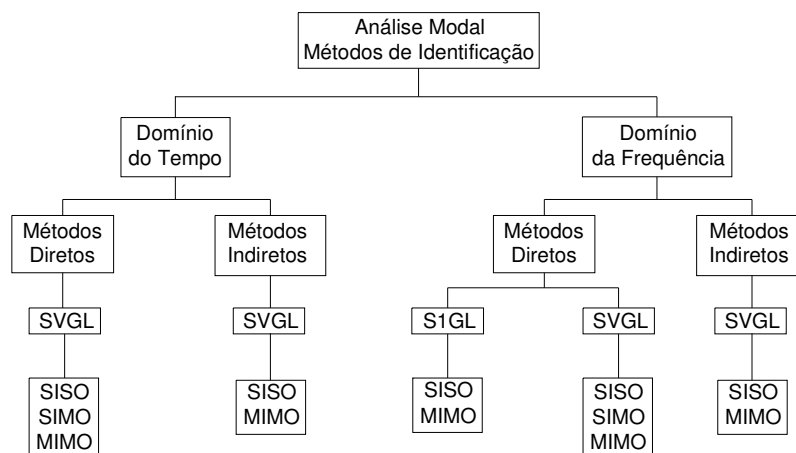 Análise Modal
Métodos de Identificação
Domínio
do Tempo
Domínio
da Frequência
Métodos
Diretos
Métodos
Indiretos
Métodos
Diretos
Métodos
Indiretos
SVGL
SVGL
S1GL
SVGL
SVGL
SISO
SIMO
MIMO
SISO
MIMO
SISO
MIMO
SISO
SIMO
MIMO
SISO
MIMO